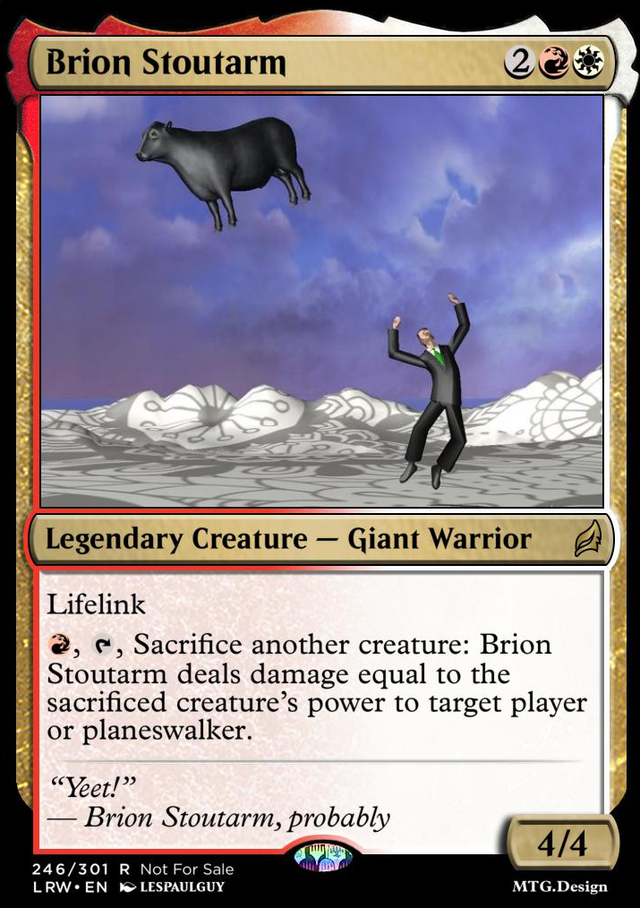 Brion Stoutarm 2
Legendary Creature — Giant Warrior
Lifelink
, , Sacrifice another creature: Brion
Stoutarm deals damage equal to the
sacrificed creature’s power to target player
or planeswalker.
“Yeet!”
— Brion Stoutarm, probably
4/4
246/301 R Not For Sale
LRW • EN LESPAULGUY
MTG.Design